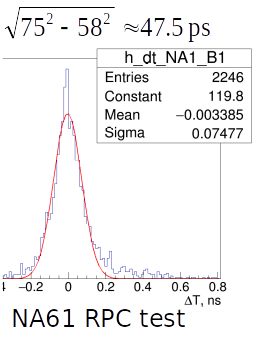 √75² - 58² ≈47.5 ps
h_dt_NA1_B1
Entries 2246
Constant 119.8
Mean −0.003385
Sigma 0.07477
−0.2 0 0.2 0.4 0.6 0.8
ΔT, ns
NA61 RPC test